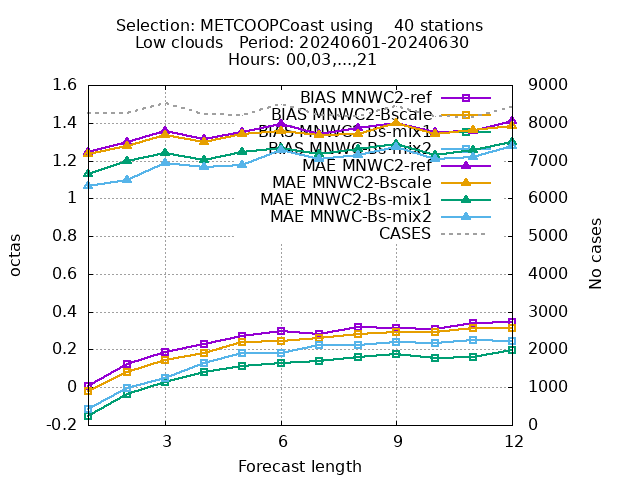 Selection: METCOOPCoast using    40 stations
Low clouds   Period: 20240601-20240630
Hours: 00,03,...,21
1.6
1.4
1.2
1
0.8
0.6
0.4
0.2
0
-0.2
octas
BIAS MNWC2-ref
BIAS MNWC2-Bscale
BIAS MNWC-Bs-mix1
BIAS MNWC-Bs-mix2
MAE MNWC2-ref
MAE MNWC2-Bscale
MAE MNWC-Bs-mix1
MAE MNWC-Bs-mix2
CASES
9000
8000
7000
6000
5000
4000
3000
2000
1000
0
No cases
3
6
9
12
Forecast length